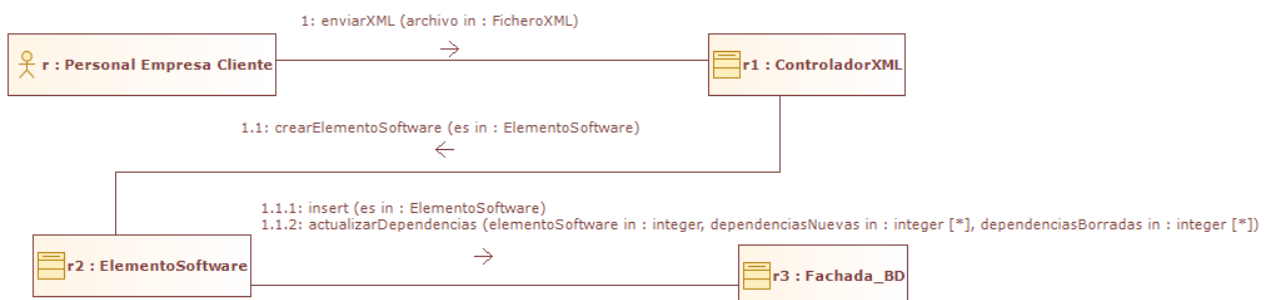 1: enviarXML (archivo in : FicheroXML)
r : Personal Empresa Cliente
r1 : ControladorXML
1.1: crearElementoSoftware (es in : ElementoSoftware)
1.1.1: insert (es in : ElementoSoftware)
1.1.2: actualizarDependencias (elementoSoftware in : integer, dependenciasNuevas in : integer [*], dependenciasBorradas in : integer [*])
r2 : ElementoSoftware
r3 : Fachada_BD